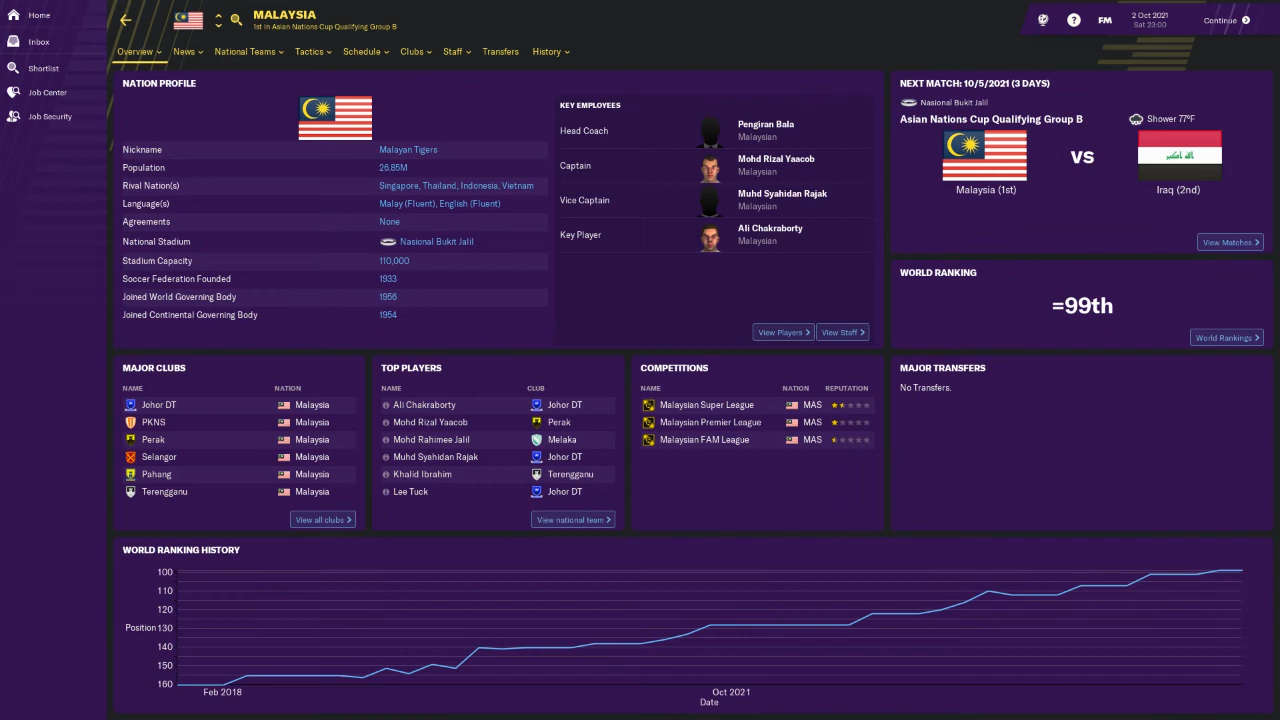 Home
Inbox
Shortlist
Job Center
Job Security
MALAYSIA
1st in Asian Nations Cup Qualifying Group B
FM
2 Oct 2021
Sat 23:00
Continue
Overview News National Teams Tactics Schedule Clubs Staff Transfers History
NATION PROFILE
Nickname Malayan Tigers
Population 26.85M
Rival Nation(s) Singapore, Thailand, Indonesia, Vietnam
Language(s) Malay (Fluent), English (Fluent)
Agreements None
National Stadium Nasional Bukit Jalil
Stadium Capacity 110,000
Soccer Federation Founded 1933
Joined World Governing Body 1956
Joined Continental Governing Body 1954
KEY EMPLOYEES
Head Coach Pengiran Bala
Malaysian
Captain Mohd Rizal Yaacob
Malaysian
Vice Captain Muhd Syahidan Rajak
Malaysian
Key Player Ali Chakraborty
Malaysian
View Players View Staff
NEXT MATCH: 10/5/2021 (3 DAYS)
Nasional Bukit Jalil
Asian Nations Cup Qualifying Group B Shower 77°F
VS
Malaysia (1st) Iraq (2nd)
View Matches
WORLD RANKING
=99th
World Rankings
MAJOR CLUBS
NAME NATION
Johor DT Malaysia
PKNS Malaysia
Perak Malaysia
Selangor Malaysia
Pahang Malaysia
Terengganu Malaysia
View all clubs
TOP PLAYERS
NAME CLUB
Ali Chakraborty Johor DT
Mohd Rizal Yaacob Perak
Mohd Rahimee Jalil Melaka
Muhd Syahidan Rajak Johor DT
Khalid Ibrahim Terengganu
Lee Tuck Johor DT
View national team
COMPETITIONS
NAME NATION REPUTATION
Malaysian Super League MAS
Malaysian Premier League MAS
Malaysian FAM League MAS
MAJOR TRANSFERS
No Transfers.
WORLD RANKING HISTORY
100
110
120
Position 130
140
150
160
Feb 2018 Oct 2021
Date